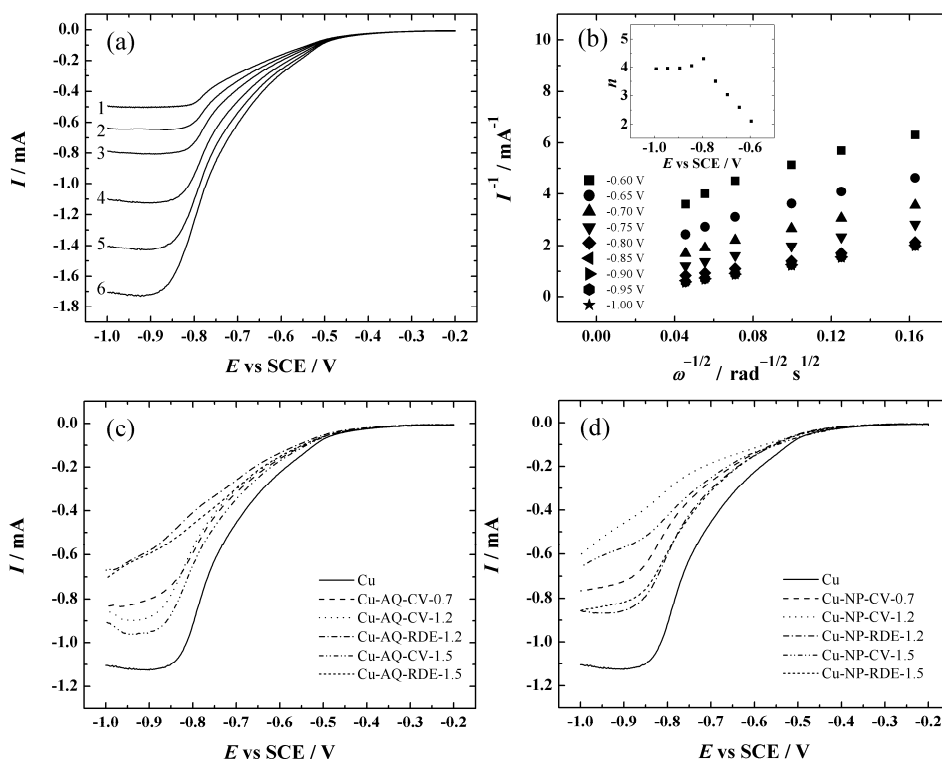 (a)
0.0
-0.2
-0.4
-0.6
-0.8
-1.0
-1.2
-1.4
-1.6
-1.8
I / mA
1
2
3
4
5
6
-1.0 -0.9 -0.8 -0.7 -0.6 -0.5 -0.4 -0.3 -0.2
E vs SCE / V
(b)
10
8
6
4
2
0
I⁻¹ / mA⁻¹
5
4
3
2
n
-1.0 -0.8 -0.6
E vs SCE / V
-0.60 V
-0.65 V
-0.70 V
-0.75 V
-0.80 V
-0.85 V
-0.90 V
-0.95 V
-1.00 V
0.00 0.04 0.08 0.12 0.16
ω⁻¹/² / rad⁻¹/² s¹/²
(c)
0.0
-0.2
-0.4
-0.6
-0.8
-1.0
-1.2
I / mA
Cu
Cu-AQ-CV-0.7
Cu-AQ-CV-1.2
Cu-AQ-RDE-1.2
Cu-AQ-CV-1.5
Cu-AQ-RDE-1.5
-1.0 -0.9 -0.8 -0.7 -0.6 -0.5 -0.4 -0.3 -0.2
E vs SCE / V
(d)
0.0
-0.2
-0.4
-0.6
-0.8
-1.0
-1.2
I / mA
Cu
Cu-NP-CV-0.7
Cu-NP-CV-1.2
Cu-NP-RDE-1.2
Cu-NP-CV-1.5
Cu-NP-RDE-1.5
-1.0 -0.9 -0.8 -0.7 -0.6 -0.5 -0.4 -0.3 -0.2
E vs SCE / V